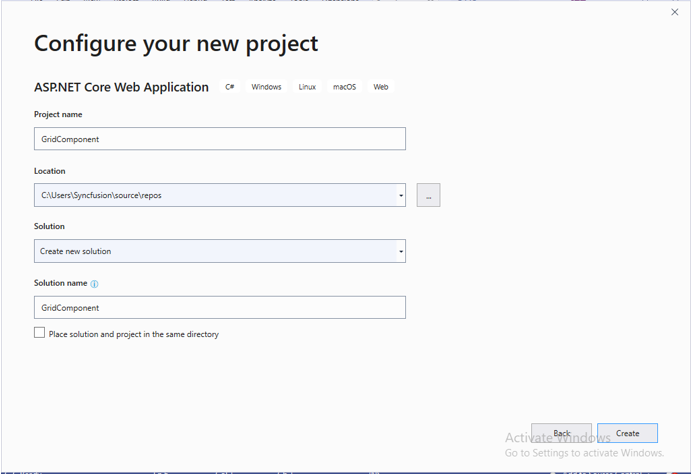 Configure your new project
ASP.NET Core Web Application C# Windows Linux macOS Web
Project name
GridComponent
Location
C:\Users\Syncfusion\source\repos
...
Solution
Create new solution
Solution name
GridComponent
Place solution and project in the same directory
Back Create
Activate Windows
Go to Settings to activate Windows.